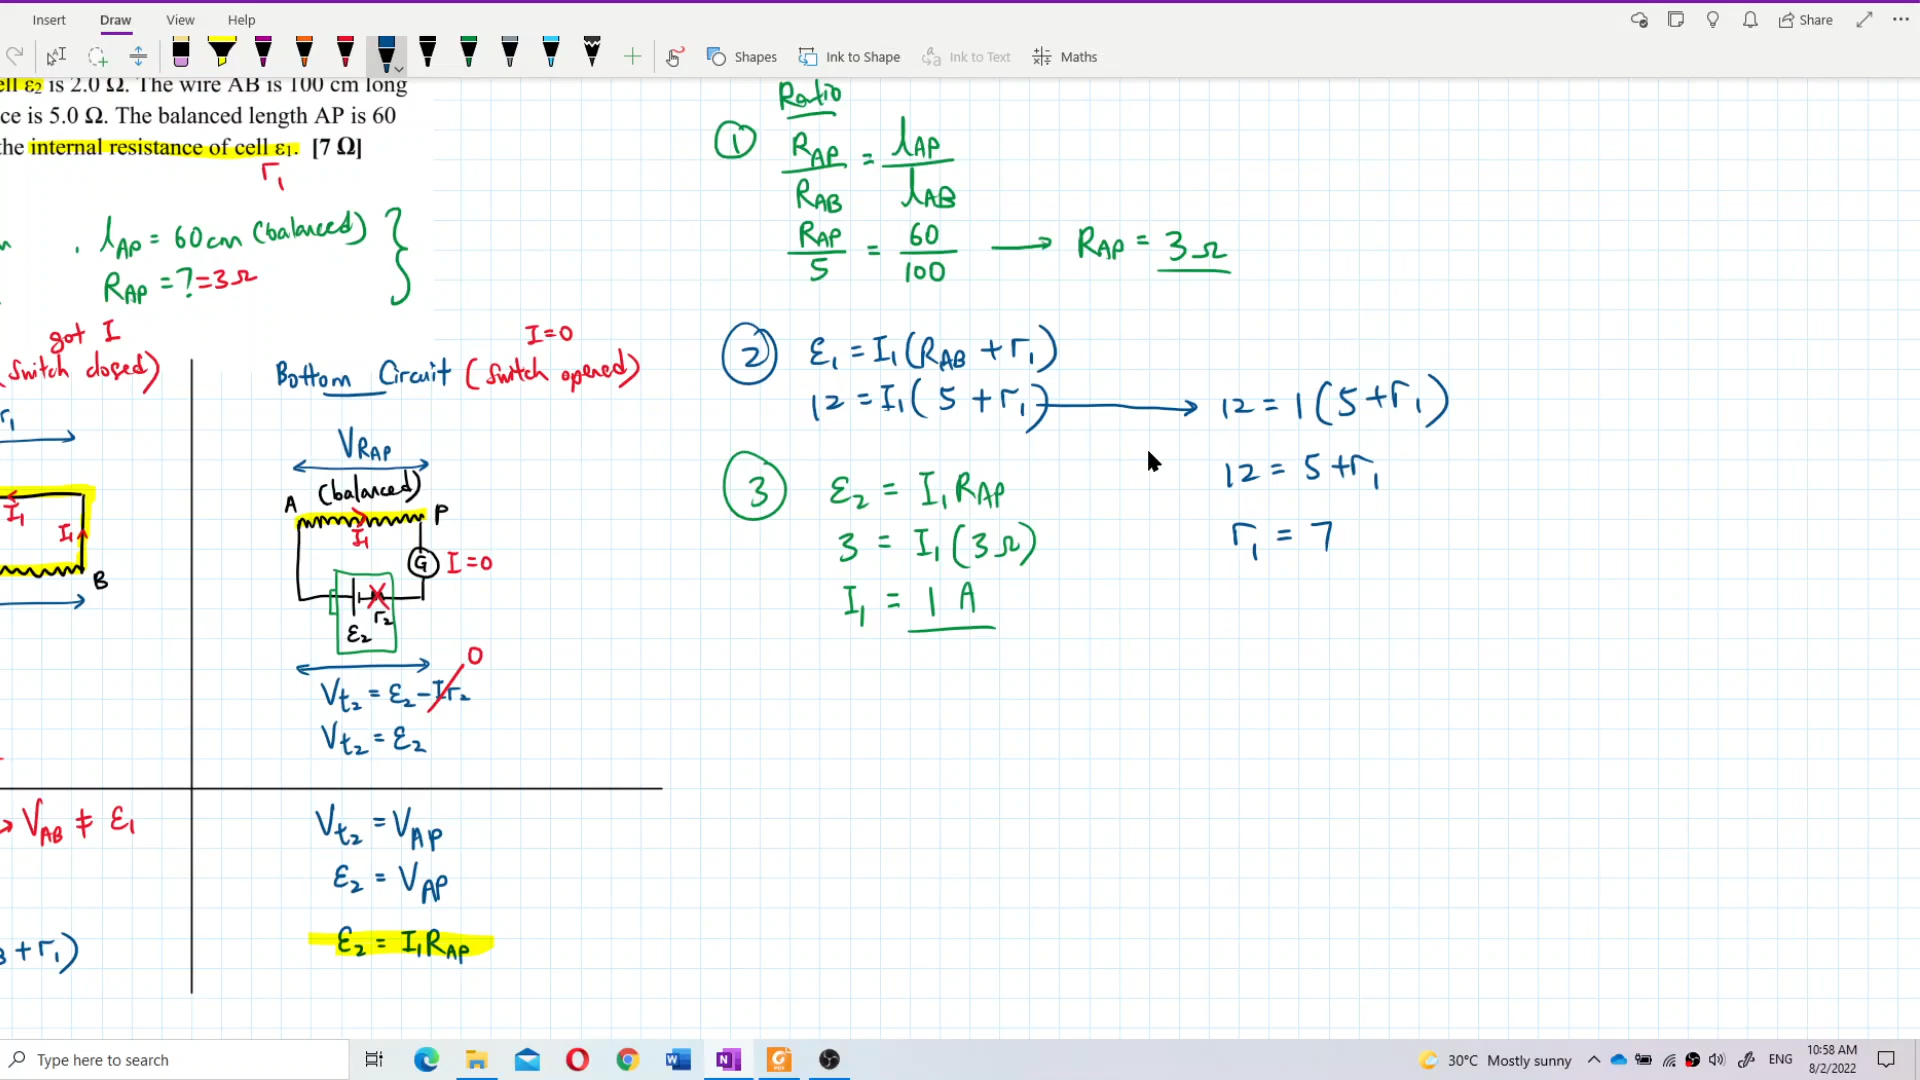 Insert Draw View Help
Share
Shapes Ink to Shape Ink to Text Maths
ell ε2 is 2.0 Ω. The wire AB is 100 cm long
ce is 5.0 Ω. The balanced length AP is 60
the internal resistance of cell ε1. [7 Ω]
r1
lAP = 60cm (balanced)
RAP = ? = 3Ω
got I
(switch closed)
r1
I1
I1
B
Bottom Circuit (switch opened)
I=0
VRAP
(balanced)
A
P
I1
G I=0
r2
ε2
0
Vt2 = ε2 - Ir2
Vt2 = ε2
→ VAB ≠ ε1
Vt2 = VAP
ε2 = VAP
ε2 = I1RAP
+ r1)
Ratio
① RAP/RAB = lAP/lAB
RAP/5 = 60/100 → RAP = 3Ω
② ε1 = I1(RAB + r1)
12 = I1(5 + r1) → 12 = 1(5 + r1)
12 = 5 + r1
r1 = 7
③ ε2 = I1RAP
3 = I1(3Ω)
I1 = 1 A
Type here to search
30°C Mostly sunny
ENG
10:58 AM
8/2/2022